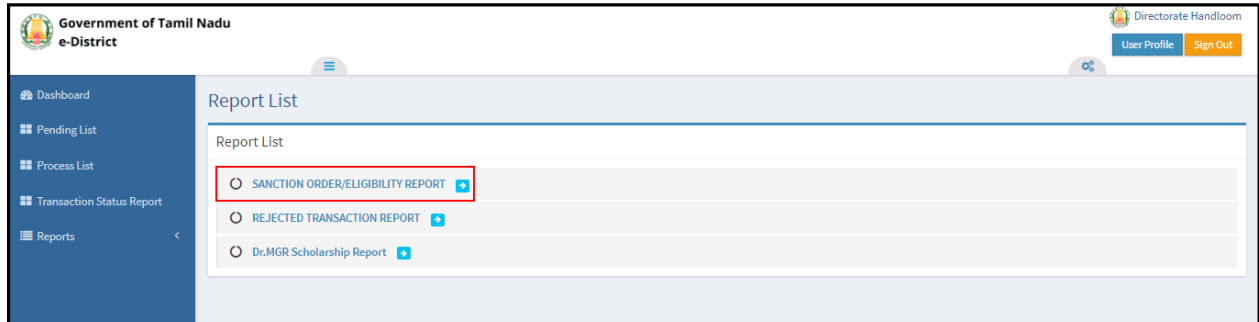 Government of Tamil Nadu
e-District
Directorate Handloom
User Profile
Sign Out
Dashboard
Pending List
Process List
Transaction Status Report
Reports
Report List
Report List
SANCTION ORDER/ELIGIBILITY REPORT
REJECTED TRANSACTION REPORT
Dr.MGR Scholarship Report